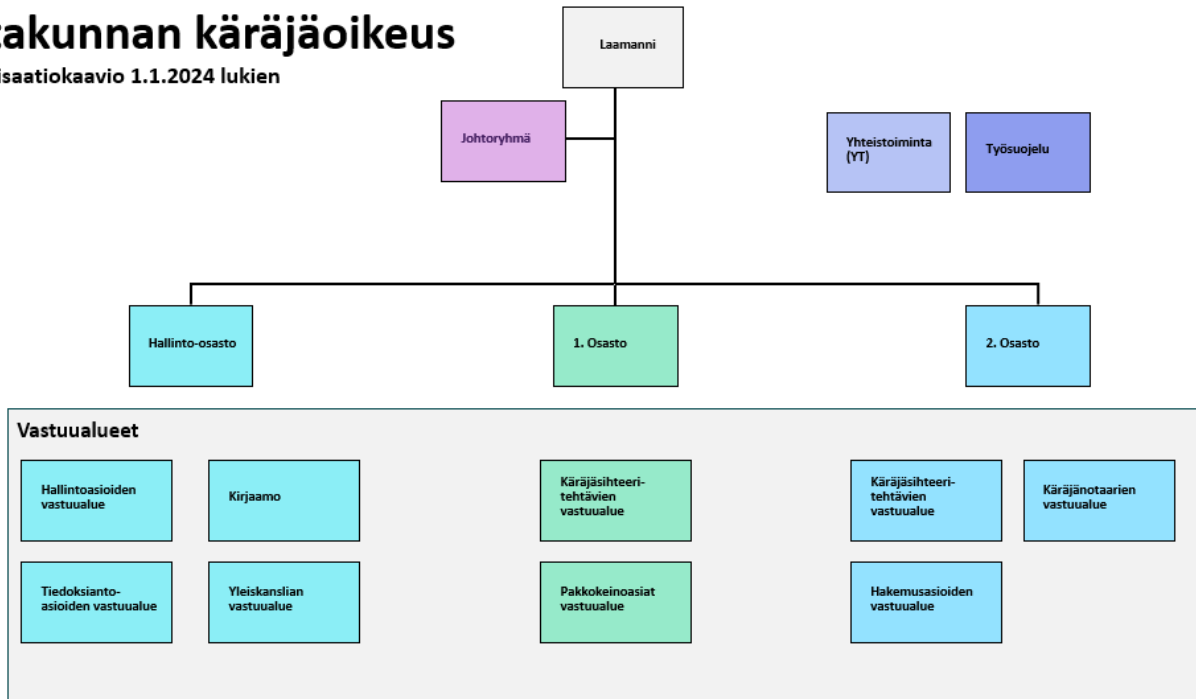 takunnan käräjäoikeus
isaatiokaavio 1.1.2024 lukien
Laamanni
Johtoryhmä
Yhteistoiminta
(YT)
Työsuojelu
Hallinto-osasto
1. Osasto
2. Osasto
Vastuualueet
Hallintoasioiden
vastuualue
Kirjaamo
Käräjäsihteeri-
tehtävien
vastuualue
Käräjäsihteeri-
tehtävien
vastuualue
Käräjänotaarien
vastuualue
Tiedoksianto-
asioiden vastuualue
Yleiskanslian
vastuualue
Pakkokeinoasiat
vastuualue
Hakemusasioiden
vastuualue